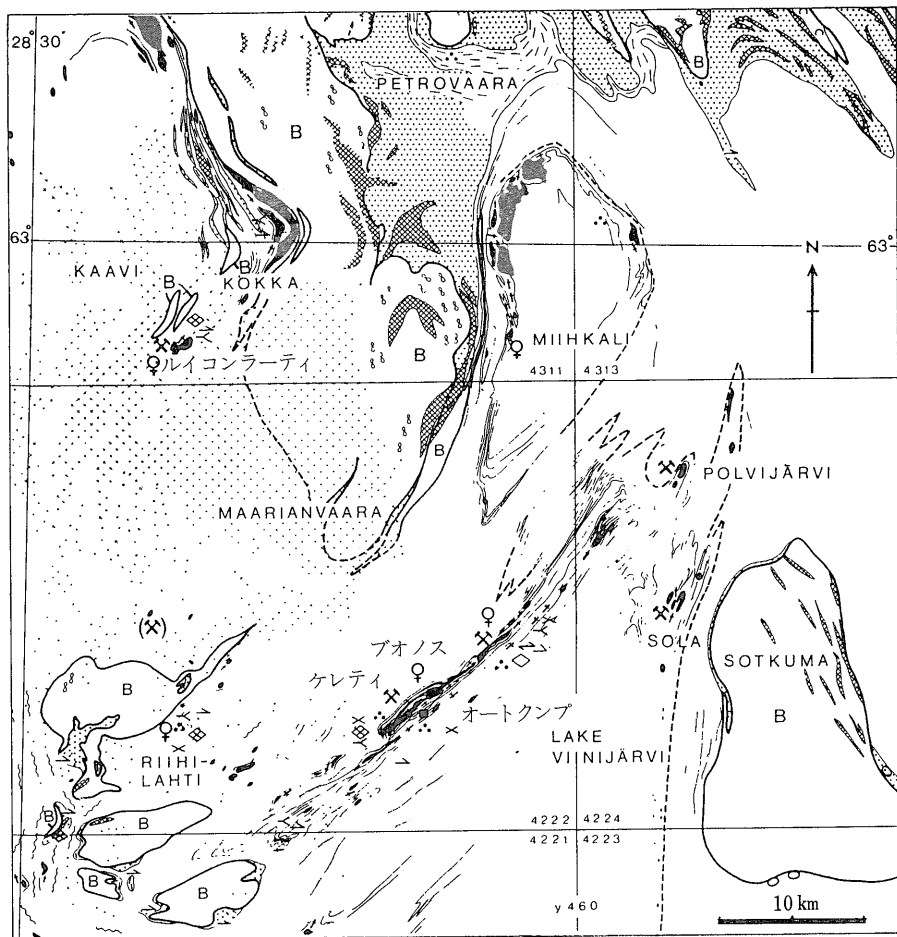 28° 30
B
PETROVAARA
B
B
63°
63°
N
KAAVI
B
KOKKA
B
ルイコンラーティ
B
MIIHKALI
4311 4313
B
MAARIANVAARA
POLVIJÄRVI
SOLA
SOTKUMA
B
ブオノス
ケレティ
オートクンプ
B
RIIHI-
LAHTI
LAKE
VIINIJÄRVI
B
B
4222 4224
4221 4223
B
B
y 460
10 km